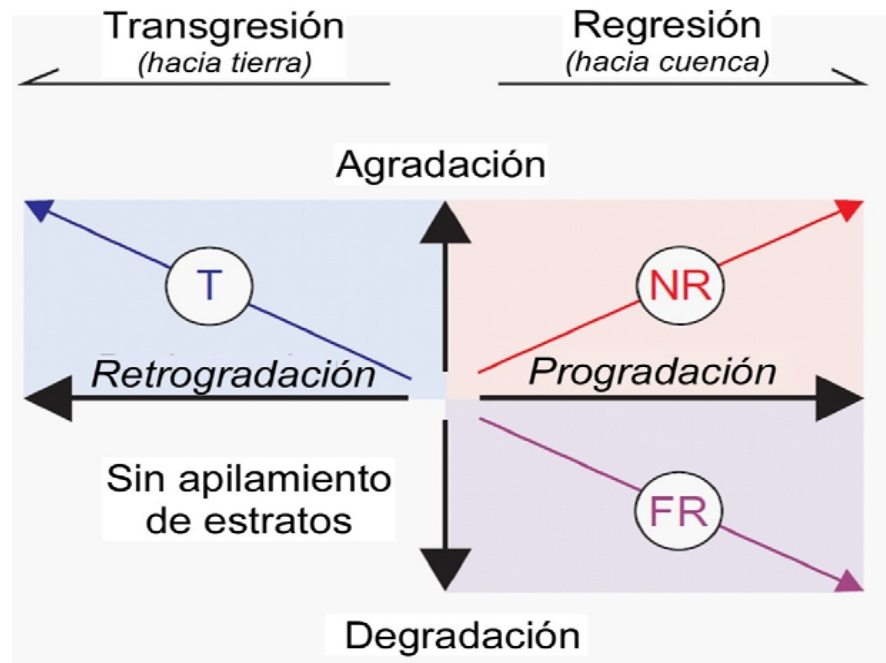 Transgresión
(hacia tierra)
Regresión
(hacia cuenca)
Agradación
T
NR
Retrogradación
Progradación
Sin apilamiento
de estratos
FR
Degradación